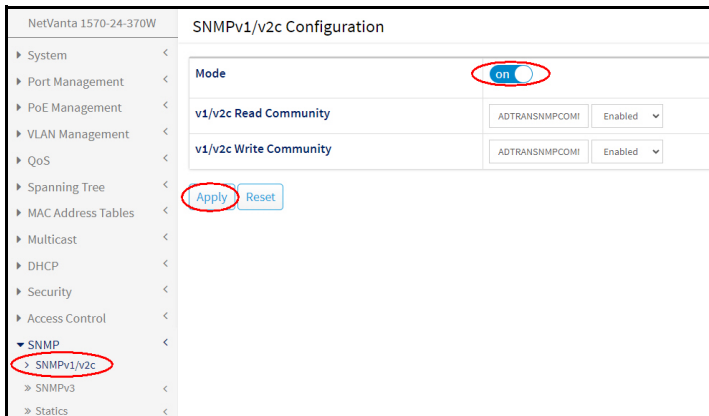 NetVanta 1570-24-370W
System
Port Management
PoE Management
VLAN Management
QoS
Spanning Tree
MAC Address Tables
Multicast
DHCP
Security
Access Control
SNMP
SNMPv1/v2c
SNMPv3
Statics
SNMPv1/v2c Configuration
Mode
on
v1/v2c Read Community
ADTRANSNMPCOMM Enabled
v1/v2c Write Community
ADTRANSNMPCOMM Enabled
Apply Reset